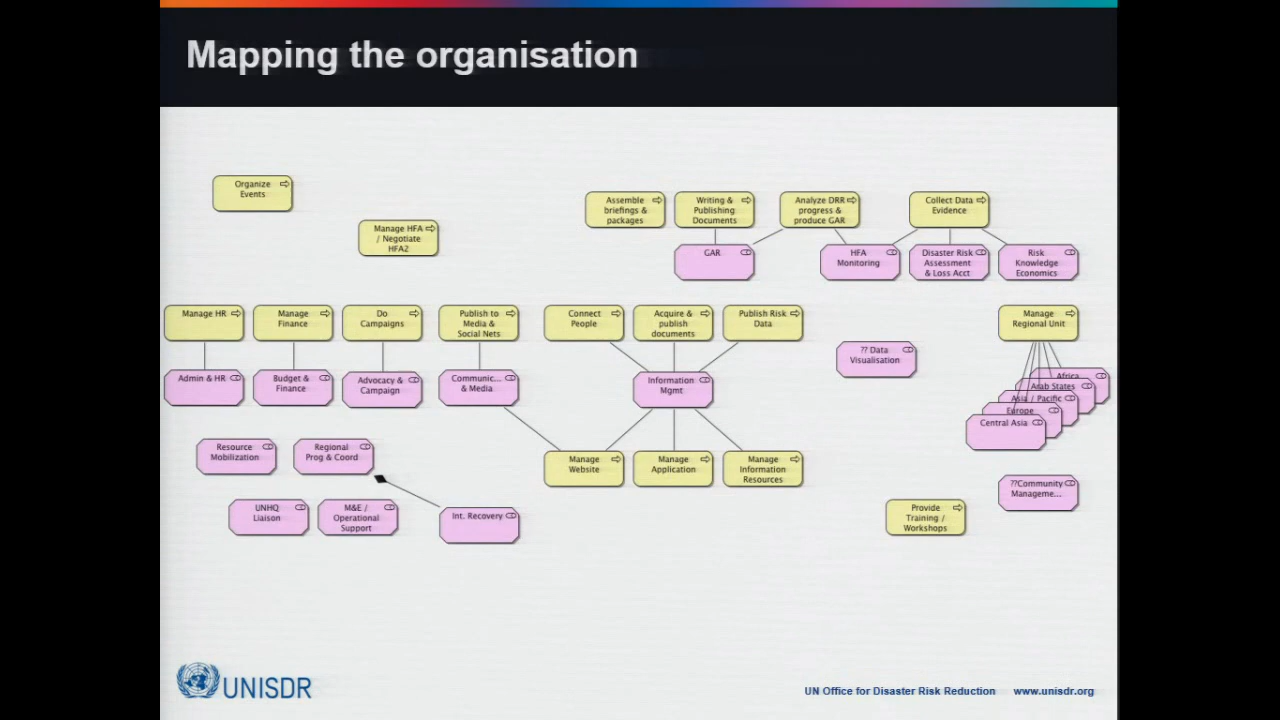 Mapping the organisation
Organize
Events
Manage HFA
/ Negotiate
HFA2
Assemble
briefings &
packages
Writing &
Publishing
Documents
Analyze DRR
progress &
produce GAR
Collect Data
Evidence
GAR
HFA
Monitoring
Disaster Risk
Assessment
& Loss Acct
Risk
Knowledge
Economics
Manage HR
Manage
Finance
Do
Campaigns
Publish to
Media &
Social Nets
Connect
People
Acquire &
publish
documents
Publish Risk
Data
Manage
Regional Unit
?? Data
Visualisation
Admin & HR
Budget &
Finance
Advocacy &
Campaign
Communic...
& Media
Information
Mgmt
Africa
Arab States
Asia / Pacific
Europe
Central Asia
Resource
Mobilization
Regional
Prog & Coord
Manage
Website
Manage
Application
Manage
Information
Resources
??Community
Manageme...
UNHQ
Liaison
M&E /
Operational
Support
Int. Recovery
Provide
Training /
Workshops
UNISDR
UN Office for Disaster Risk Reduction www.unisdr.org